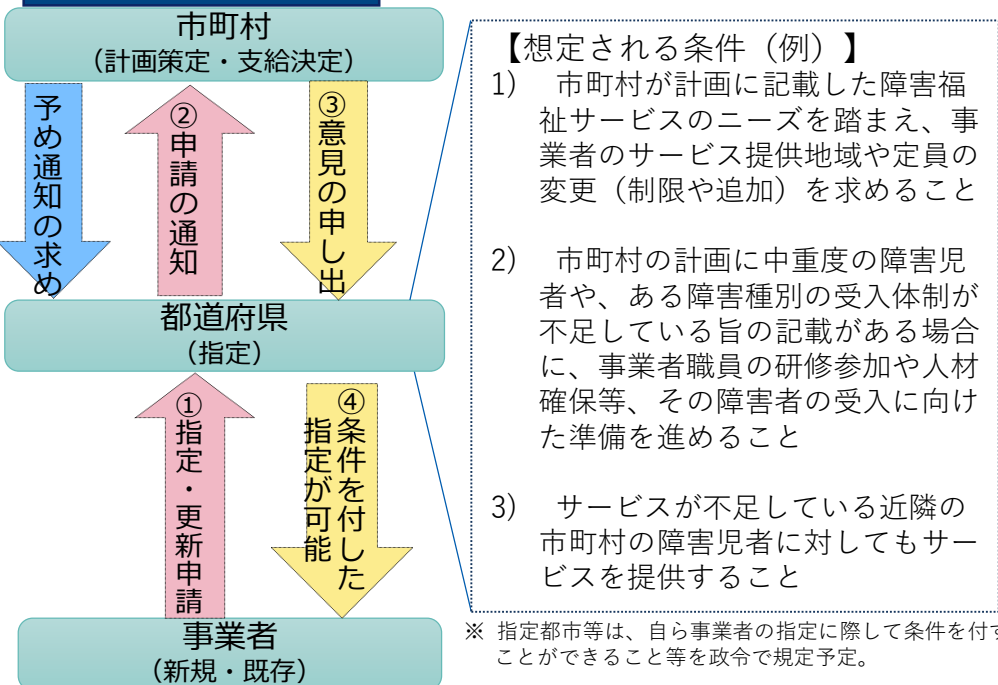 市町村
（計画策定・支給決定）
予め通知の求め
②申請の通知
③意見の申し出
都道府県
（指定）
①指定・更新申請
④条件を付した
指定が可能
事業者
（新規・既存）
【想定される条件（例）】
1)　市町村が計画に記載した障害福
祉サービスのニーズを踏まえ、事
業者のサービス提供地域や定員の
変更（制限や追加）を求めること
2)　市町村の計画に中重度の障害児
者や、ある障害種別の受入体制が
不足している旨の記載がある場合
に、事業者職員の研修参加や人材
確保等、その障害者の受入に向け
た準備を進めること
3)　サービスが不足している近隣の
市町村の障害児者に対してもサー
ビスを提供すること
※ 指定都市等は、自ら事業者の指定に際して条件を付す
ことができること等を政令で規定予定。